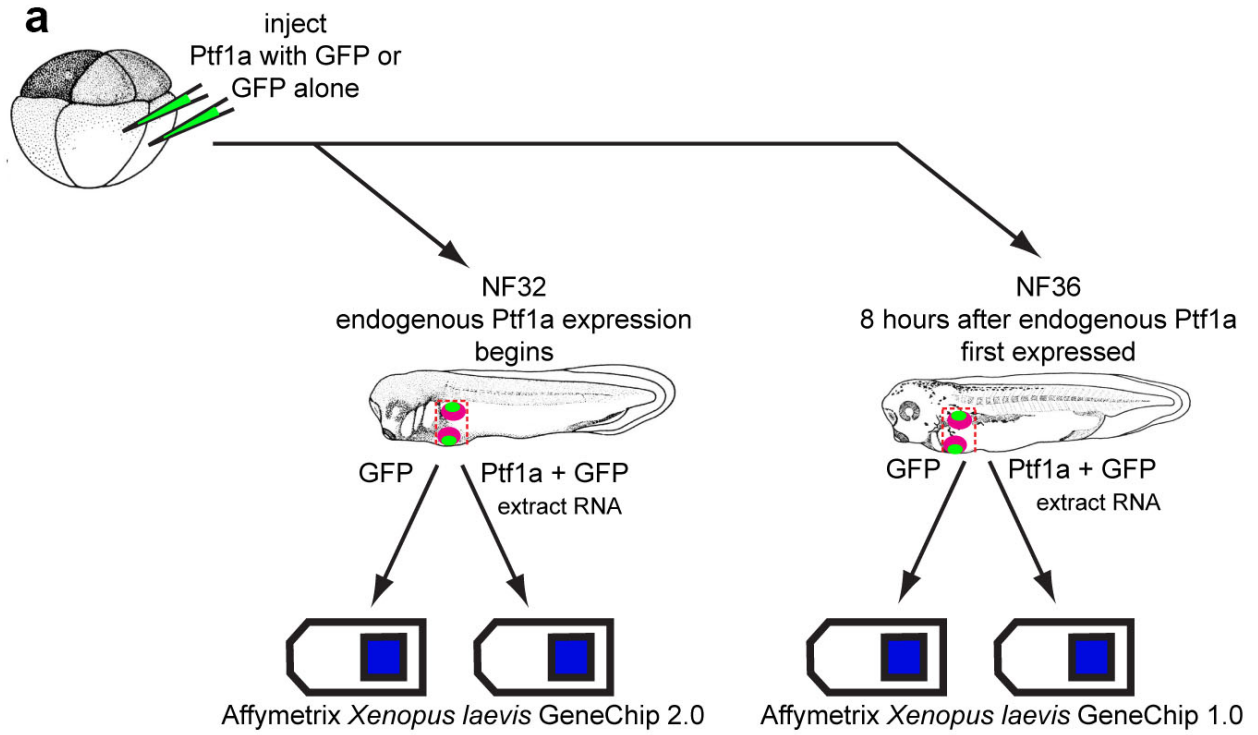 a
inject
Ptf1a with GFP or
GFP alone
NF32
endogenous Ptf1a expression
begins
NF36
8 hours after endogenous Ptf1a
first expressed
GFP
Ptf1a + GFP
extract RNA
GFP
Ptf1a + GFP
extract RNA
Affymetrix Xenopus laevis GeneChip 2.0
Affymetrix Xenopus laevis GeneChip 1.0